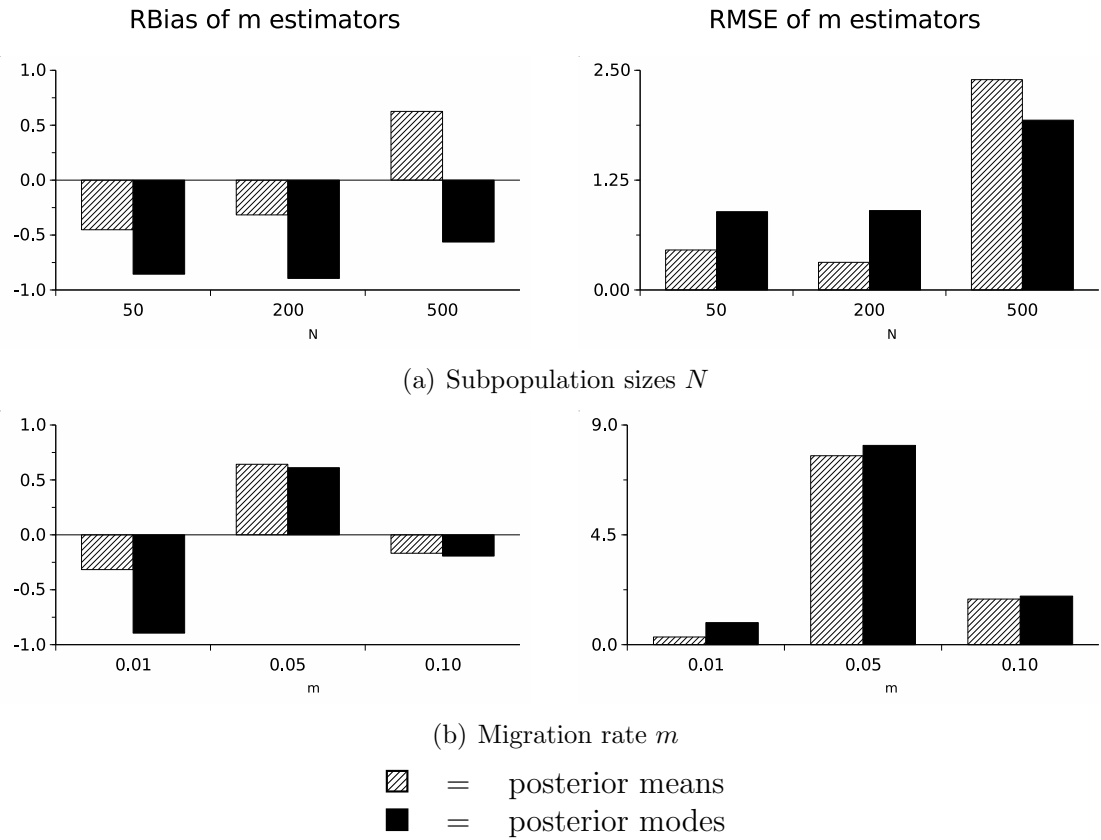 RBias of m estimators
RMSE of m estimators
1.0
0.5
0.0
-0.5
-1.0
50 200 500
N
2.50
1.25
0.00
50 200 500
N
(a) Subpopulation sizes N
1.0
0.5
0.0
-0.5
-1.0
0.01 0.05 0.10
m
9.0
4.5
0.0
0.01 0.05 0.10
m
(b) Migration rate m
= posterior means
= posterior modes